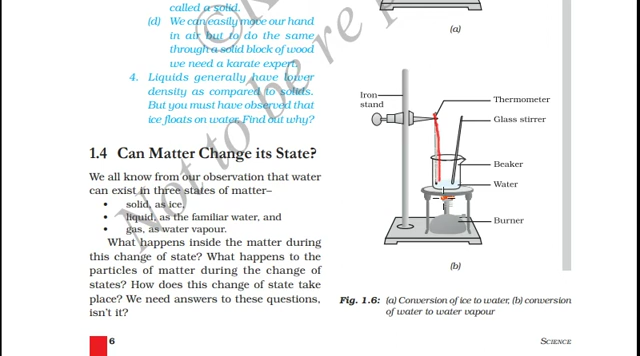 called a solid.
(d) We can easily move our hand
in air but to do the same
through a solid block of wood
we need a karate expert.
4. Liquids generally have lower
density as compared to solids.
But you must have observed that
ice floats on water. Find out why?
1.4 Can Matter Change its State?
We all know from our observation that water
can exist in three states of matter–
• solid, as ice,
• liquid, as the familiar water, and
• gas, as water vapour.
What happens inside the matter during
this change of state? What happens to the
particles of matter during the change of
states? How does this change of state take
place? We need answers to these questions,
isn't it?
6
(a)
Iron
stand
Thermometer
Glass stirrer
Beaker
Water
Burner
(b)
Fig. 1.6: (a) Conversion of ice to water, (b) conversion
of water to water vapour
SCIENCE
Not to be re